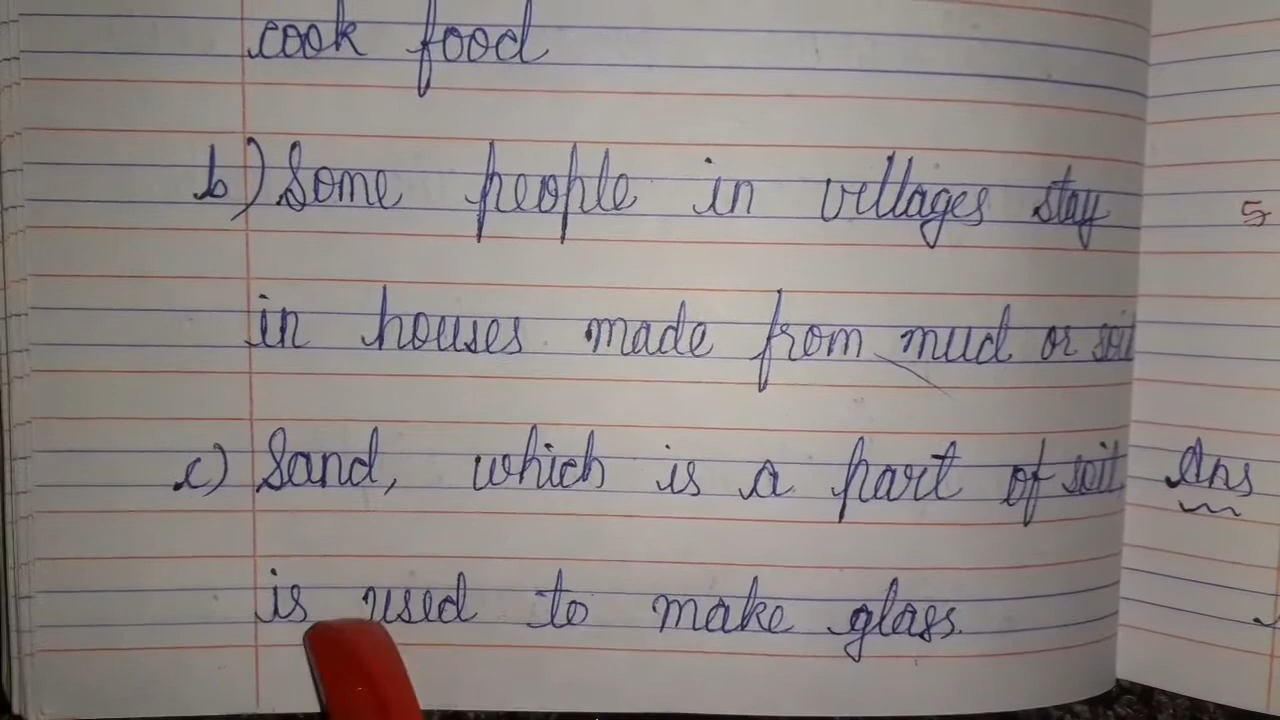 cook food
b) Some people in villages stay
in houses made from mud or soil
c) Sand, which is a part of soil
is used to make glass.
5
Ans